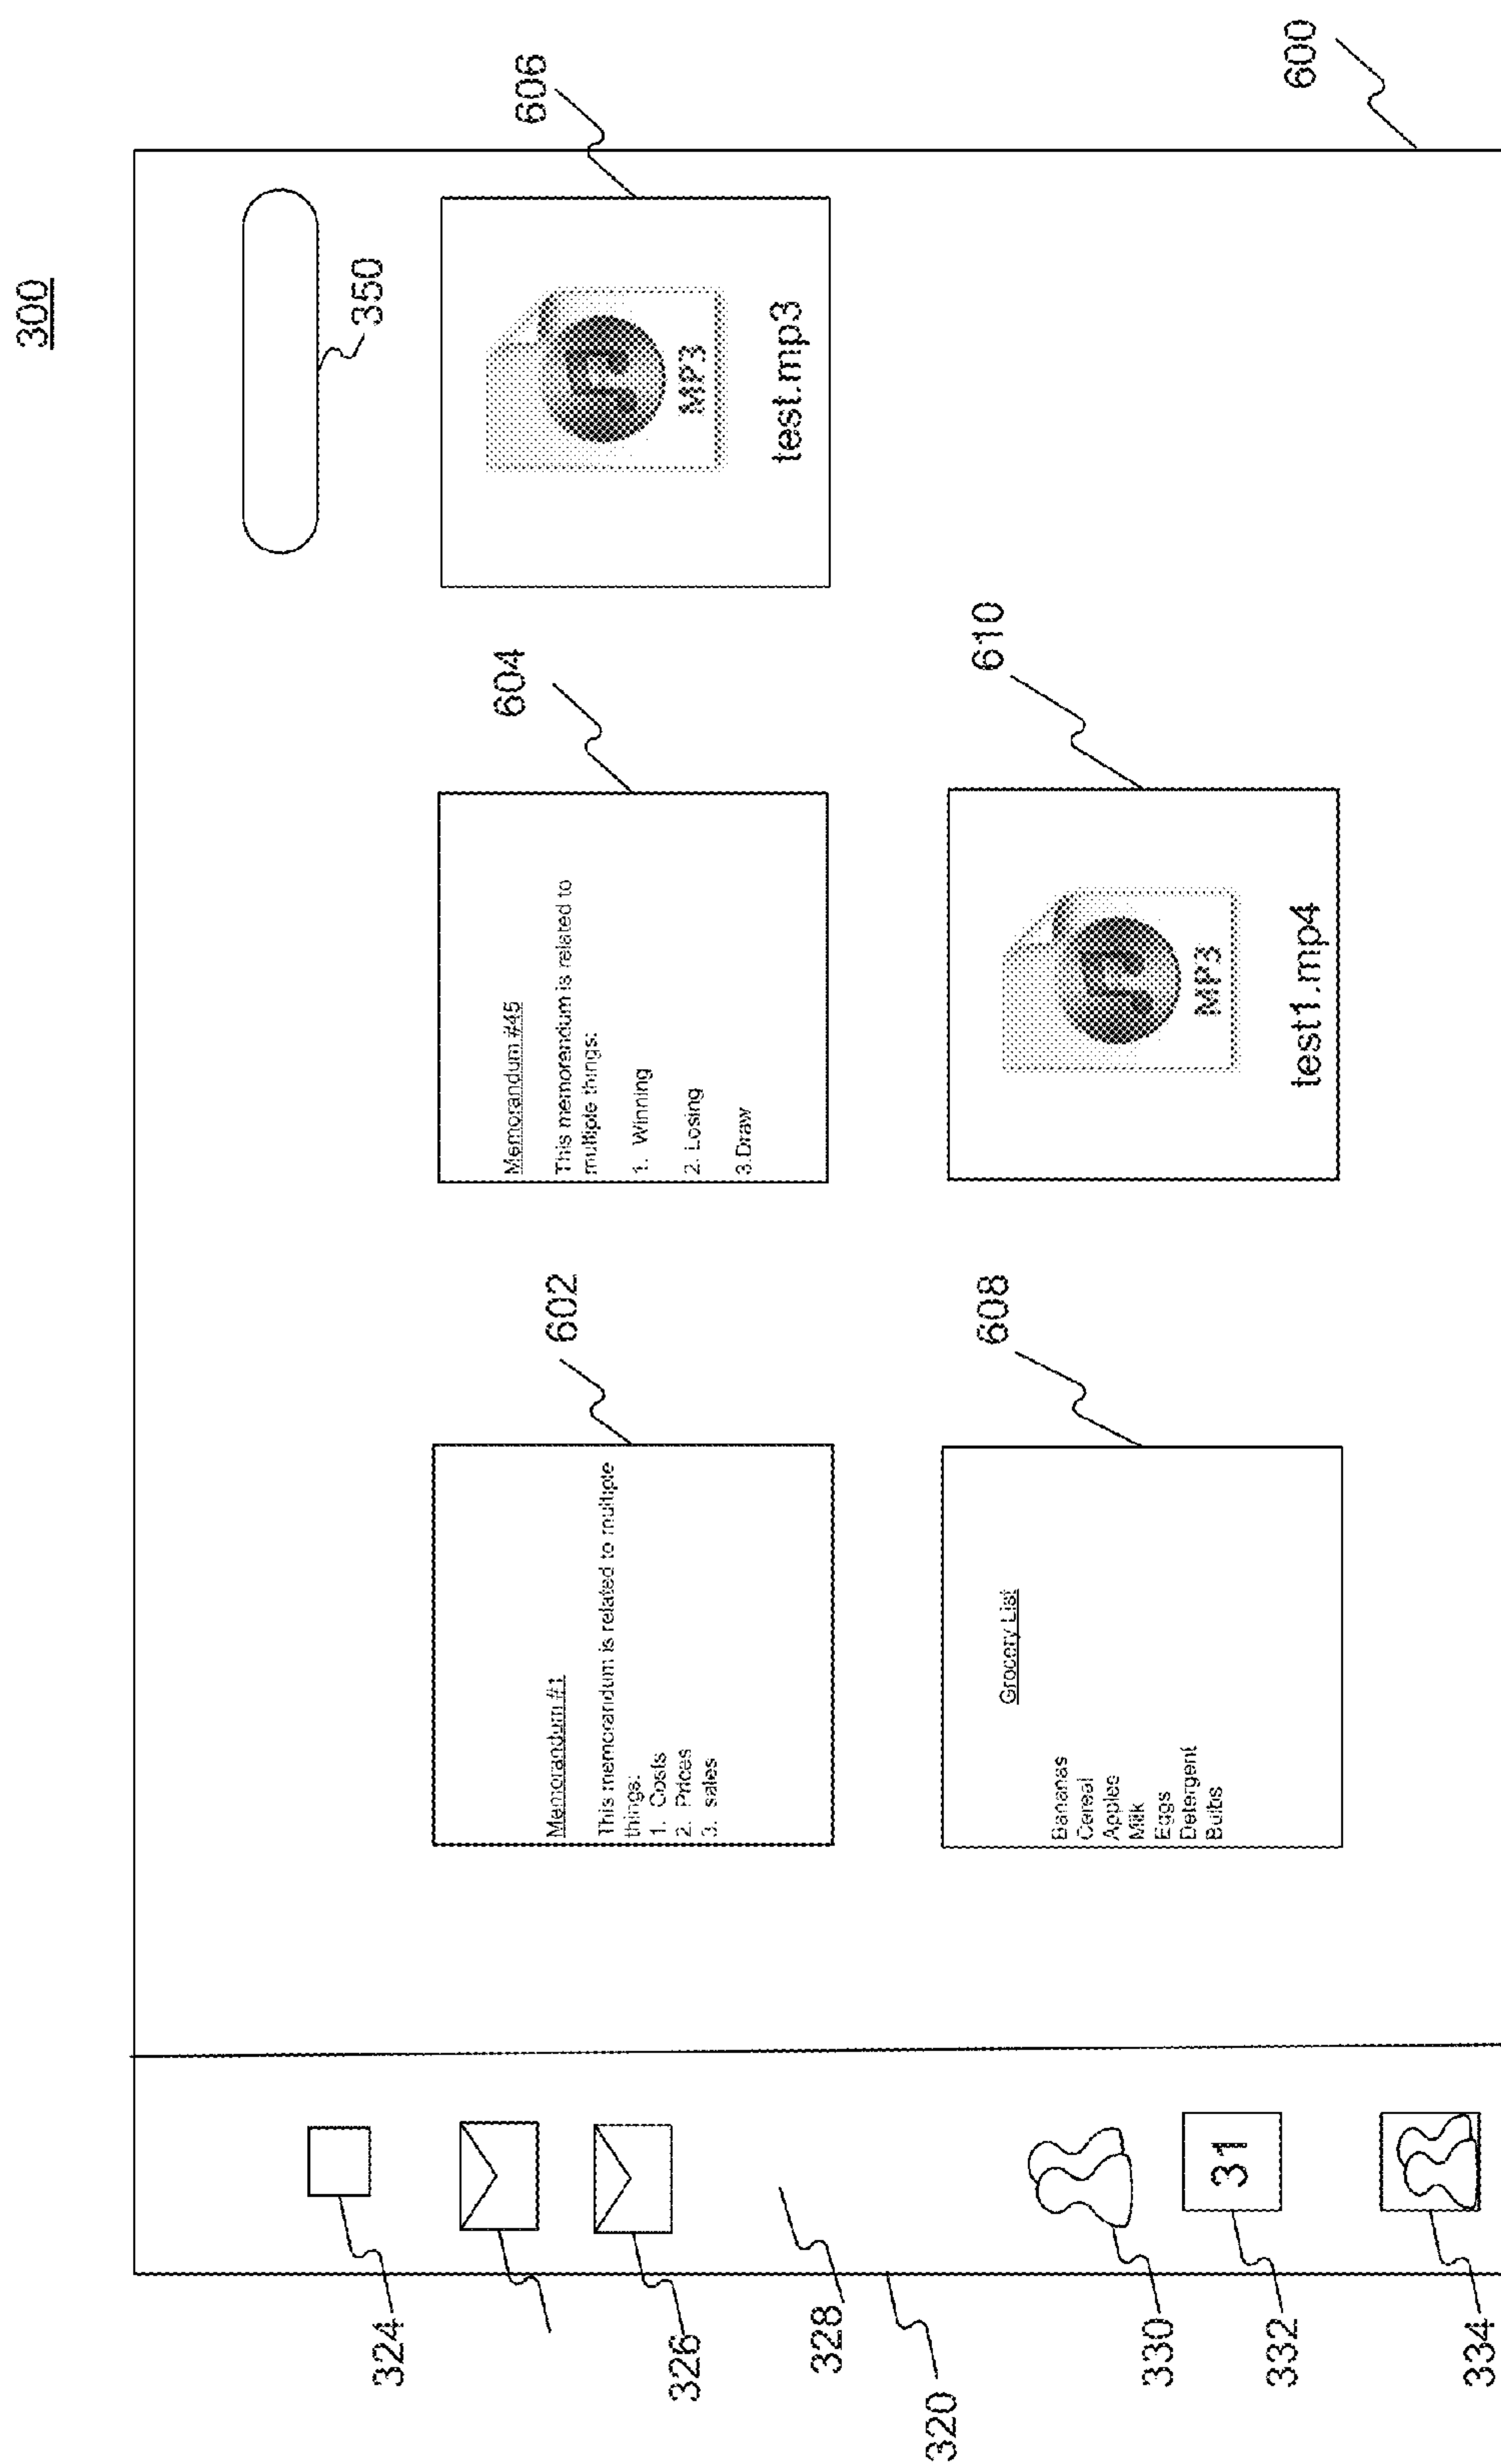 300
350
606
604
602
Memorandum #1
This memorandum is related to multiple
things:
1. Costs
2. Prices
3. sales
Memorandum #45
This memorendum is related to
multiple things:
1. Winning
2. Losing
3.Draw
MP3
test.mp3
608
610
Grocery List
Bananas
Cereal
Apples
Milk
Eggs
Detergent
Bulbs
MP3
test1.mp4
600
324
326
328
320
330
31
332
334